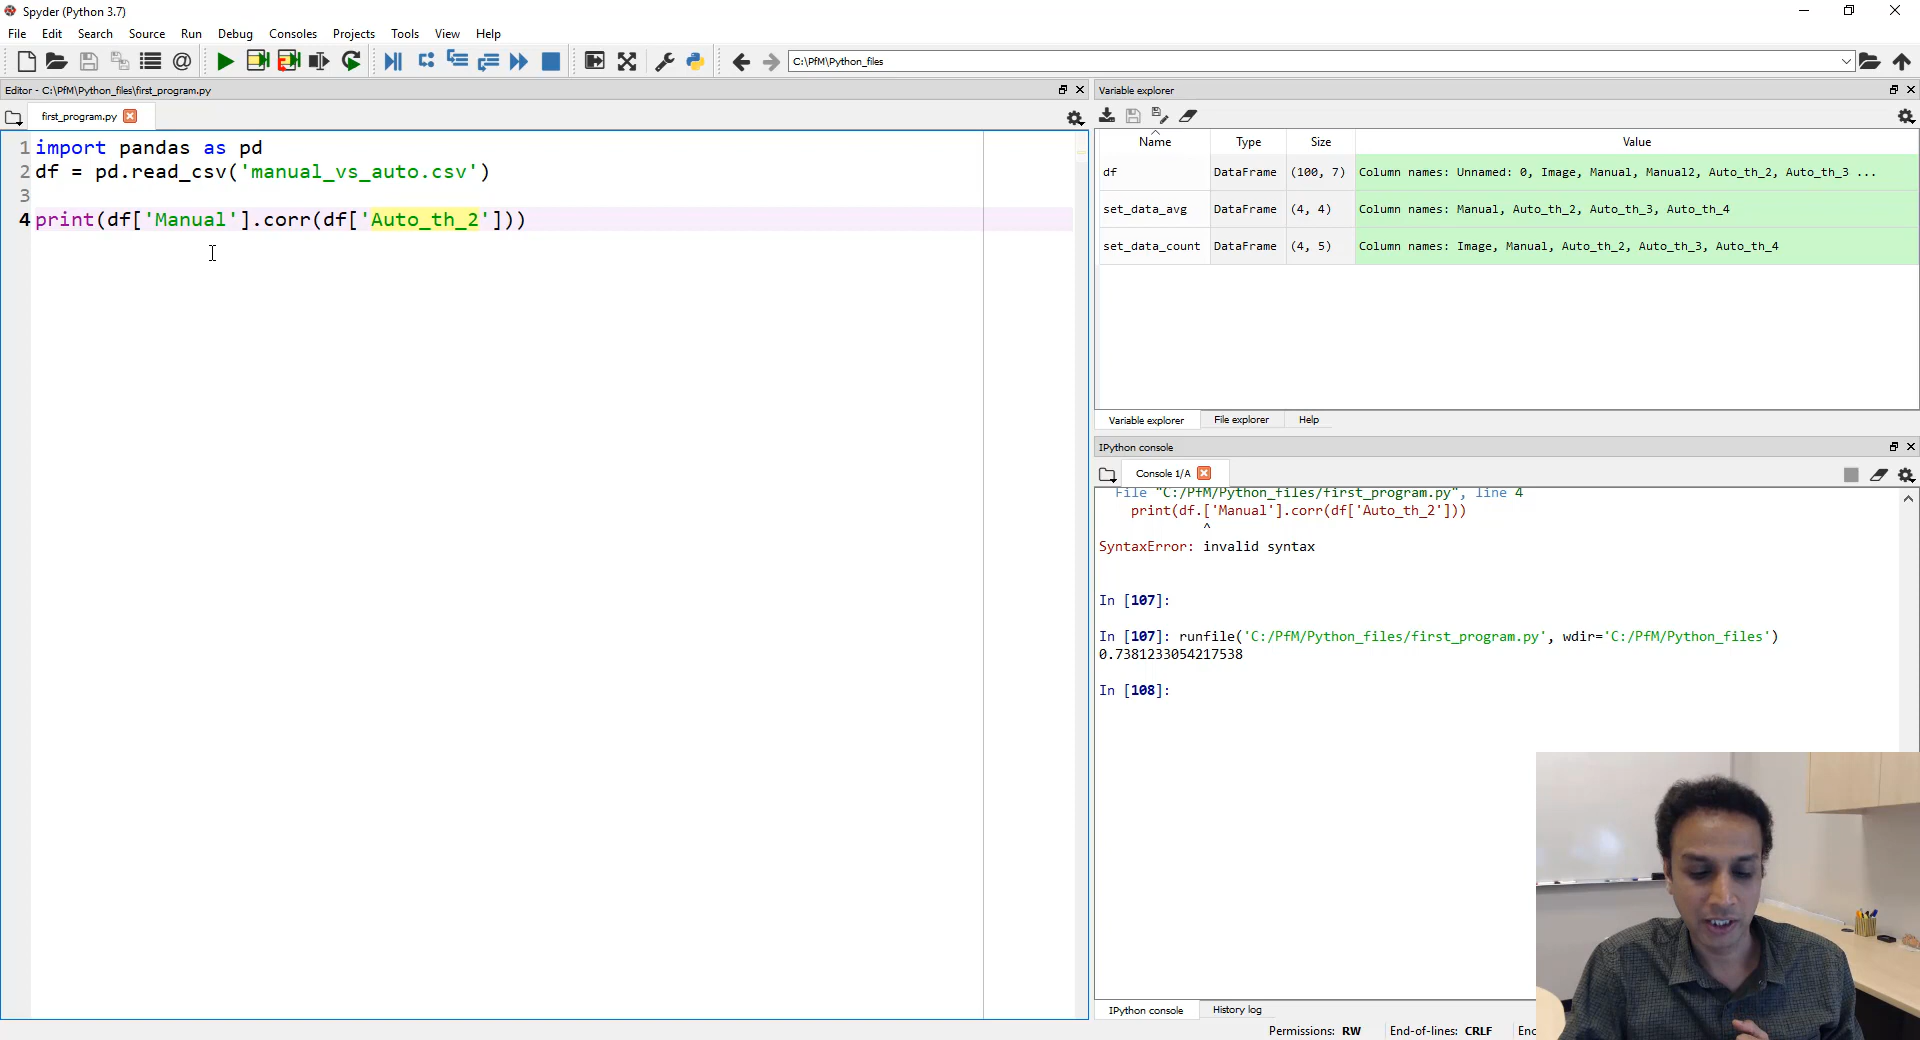 Spyder (Python 3.7)
File Edit Search Source Run Debug Consoles Projects Tools View Help
C:\PfM\Python_files
Editor - C:\PfM\Python_files\first_program.py
first_program.py
1 import pandas as pd
2 df = pd.read_csv('manual_vs_auto.csv')
3
4 print(df['Manual'].corr(df['Auto_th_2']))
Variable explorer
Name Type Size Value
df DataFrame (100, 7) Column names: Unnamed: 0, Image, Manual, Manual2, Auto_th_2, Auto_th_3 ...
set_data_avg DataFrame (4, 4) Column names: Manual, Auto_th_2, Auto_th_3, Auto_th_4
set_data_count DataFrame (4, 5) Column names: Image, Manual, Auto_th_2, Auto_th_3, Auto_th_4
Variable explorer File explorer Help
IPython console
Console 1/A
File "C:/PfM/Python_files/first_program.py", line 4
print(df.['Manual'].corr(df['Auto_th_2']))
^
SyntaxError: invalid syntax
In [107]:
In [107]: runfile('C:/PfM/Python_files/first_program.py', wdir='C:/PfM/Python_files')
0.7381233054217538
In [108]:
IPython console History log
Permissions: RW End-of-lines: CRLF Enc